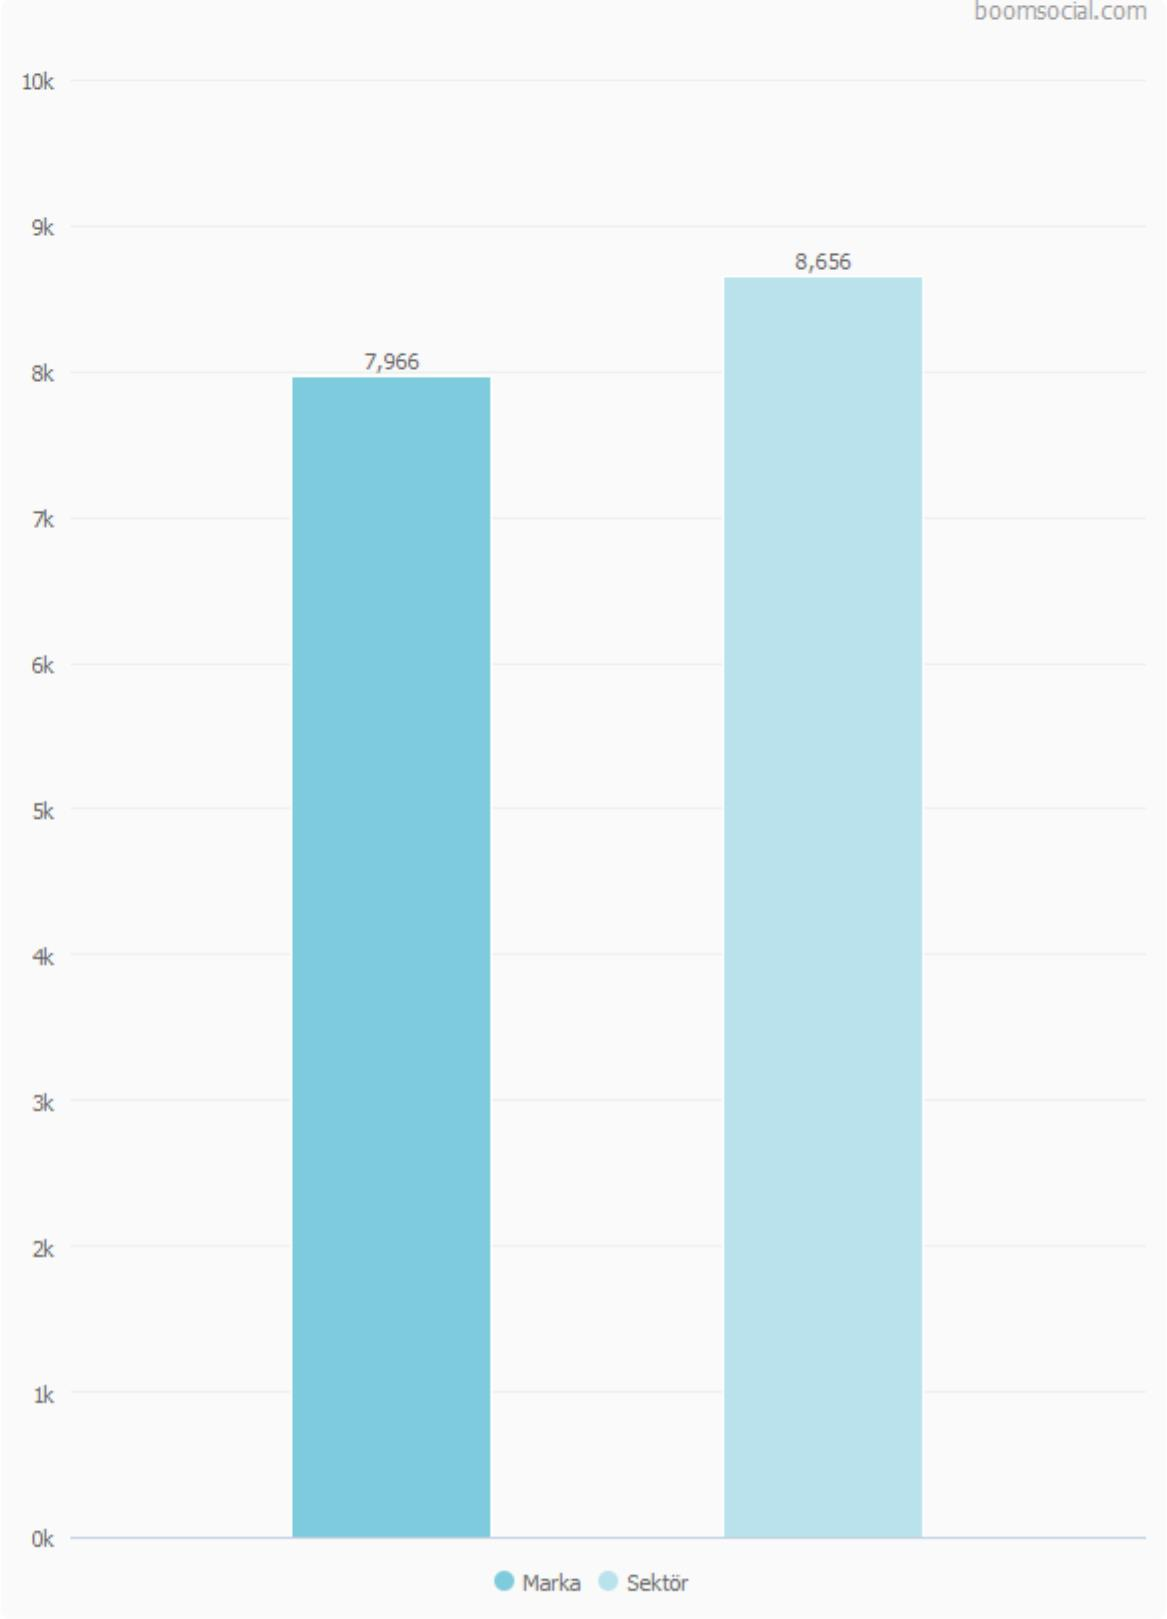 boomsocial.com
10k
9k
8,656
7,966
8k
7k
6k
5k
4k
3k
2k
1k
0k
Marka Sektör